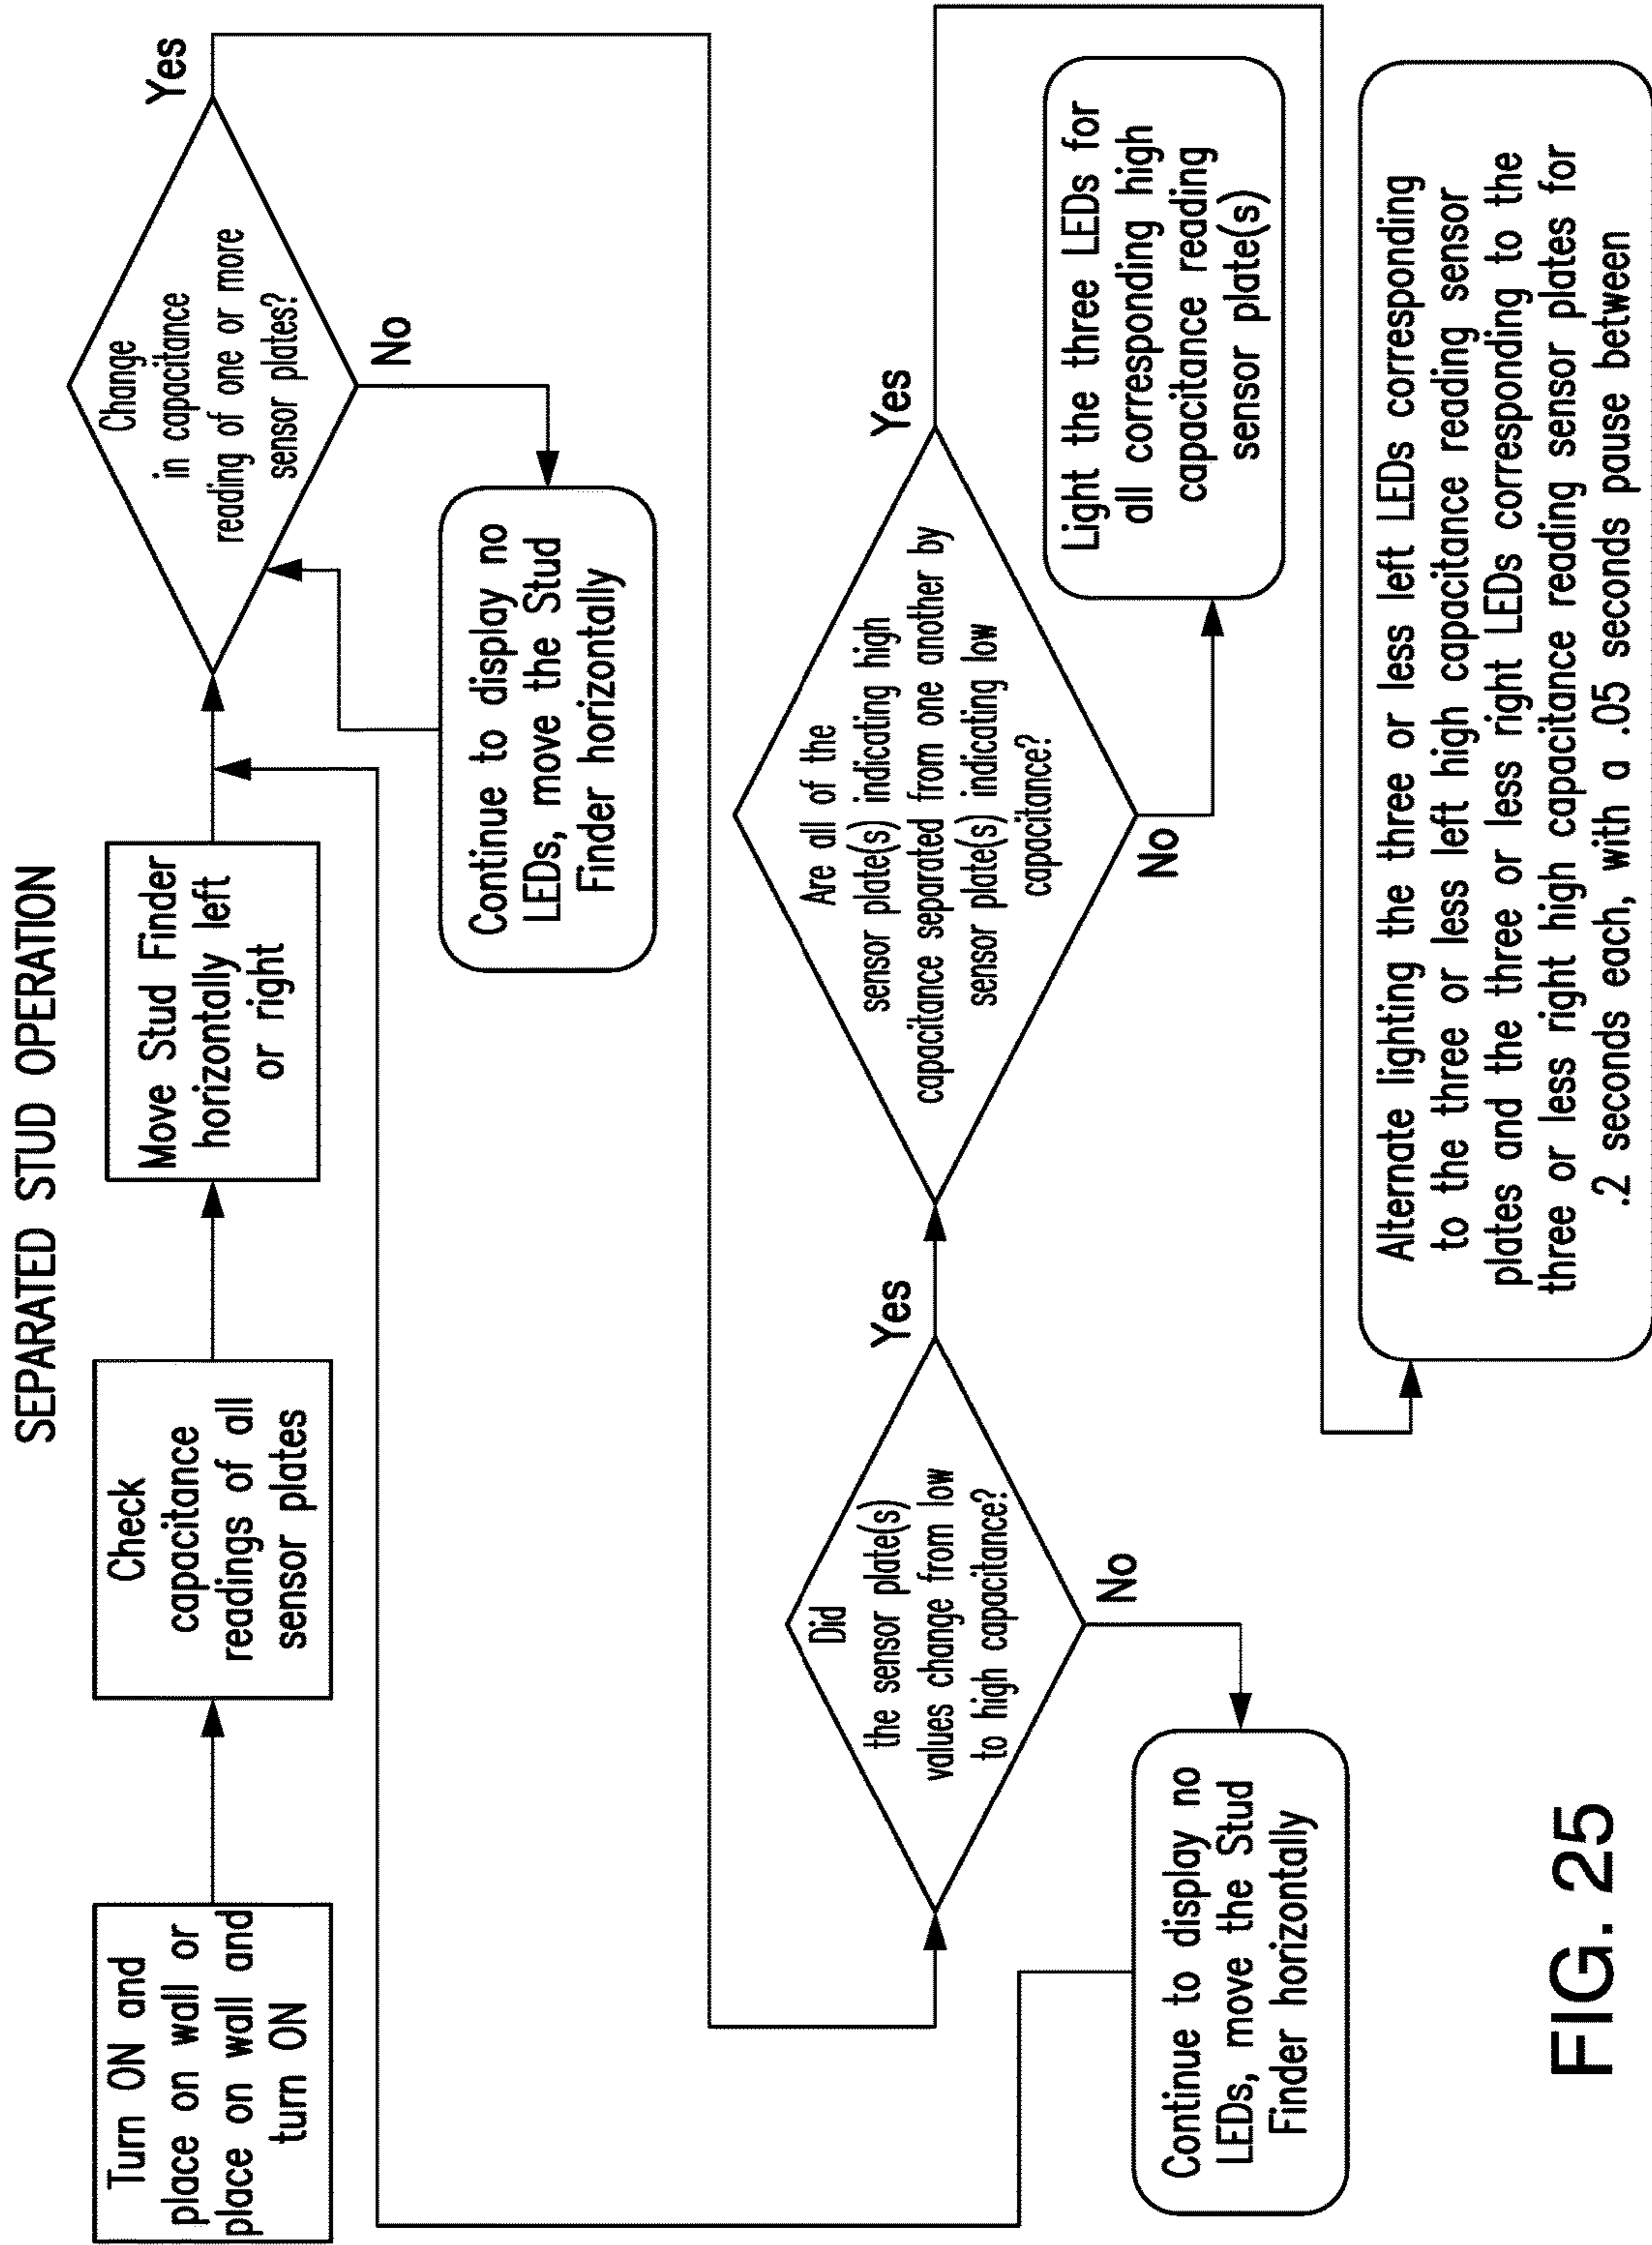 SEPARATED STUD OPERATION
Turn ON and
place on wall or
place on wall and
turn ON
Check
capacitance
readings of all
sensor plates
Move Stud Finder
horizontally left
or right
Change
in capacitance
reading of one or more
sensor plates?
Yes
No
Continue to display no
LEDs, move the Stud
Finder horizontally
Did
the sensor plate(s)
values change from low
to high capacitance?
Yes
No
Continue to display no
LEDs, move the Stud
Finder horizontally
Are all of the
sensor plate(s) indicating high
capacitance separated from one another by
sensor plate(s) indicating low
capacitance?
Yes
No
Light the three LEDs for
all corresponding high
capacitance reading
sensor plate(s)
Alternate lighting the three or less left LEDs corresponding
to the three or less left high capacitance reading sensor
plates and the three or less right LEDs corresponding to the
three or less right high capacitance reading sensor plates for
.2 seconds each, with a .05 seconds pause between
FIG. 25